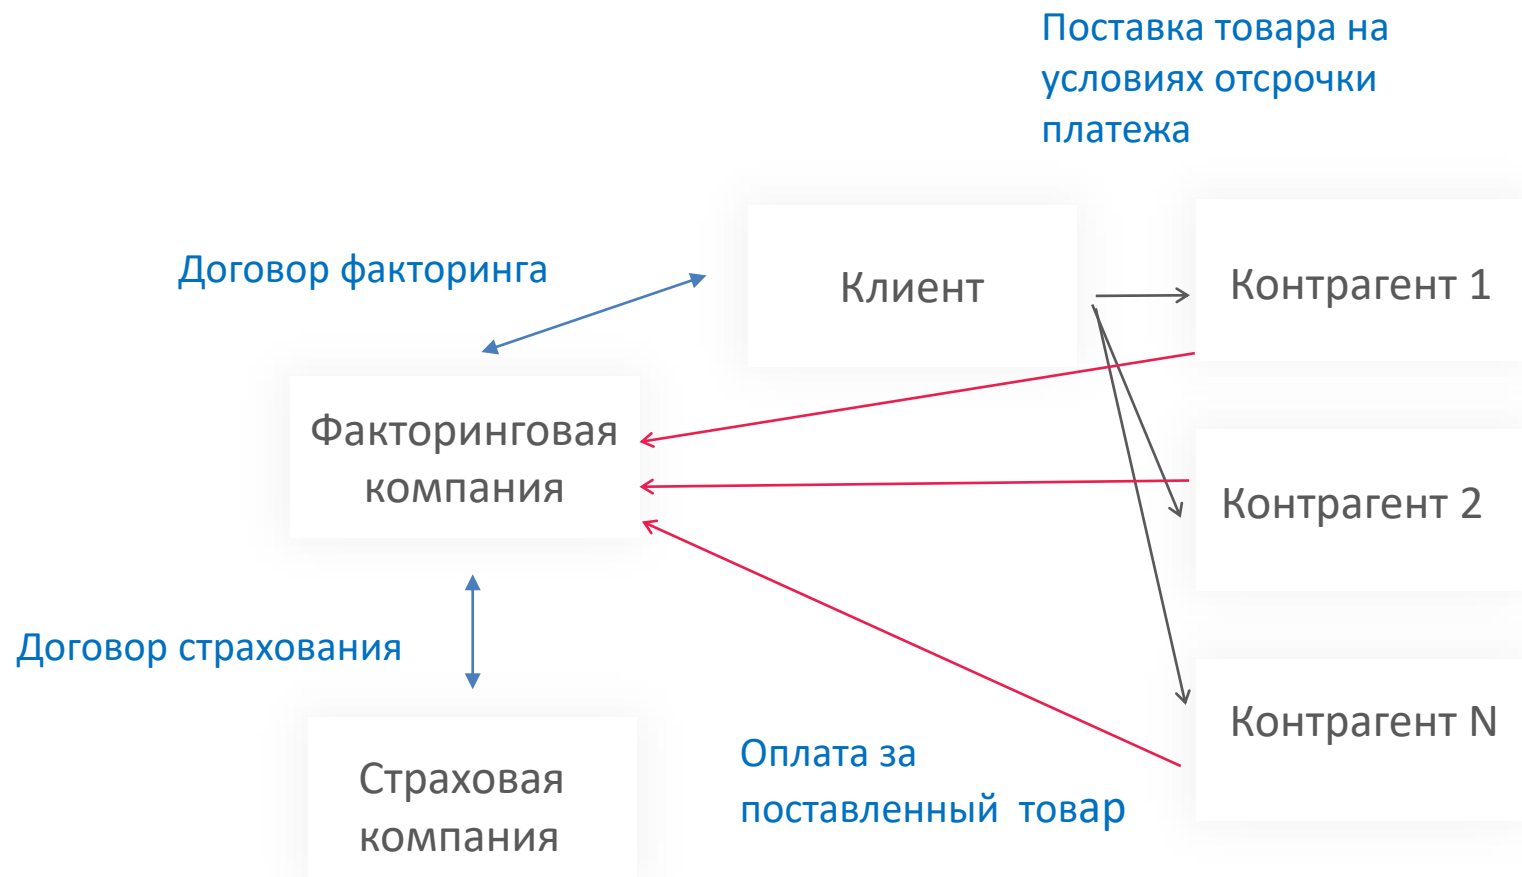 Поставка товара на
условиях отсрочки
платежа
Договор факторинга
Клиент
Контрагент 1
Факторинговая
компания
Контрагент 2
Договор страхования
Контрагент N
Оплата за
поставленный товар
Страховая
компания